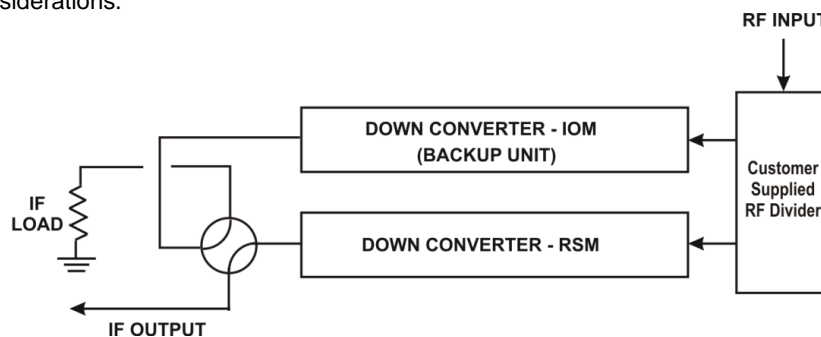 siderations.
RF INPUT
DOWN CONVERTER - IOM
(BACKUP UNIT)
Customer
Supplied
RF Divider
IF
LOAD
DOWN CONVERTER - RSM
IF OUTPUT